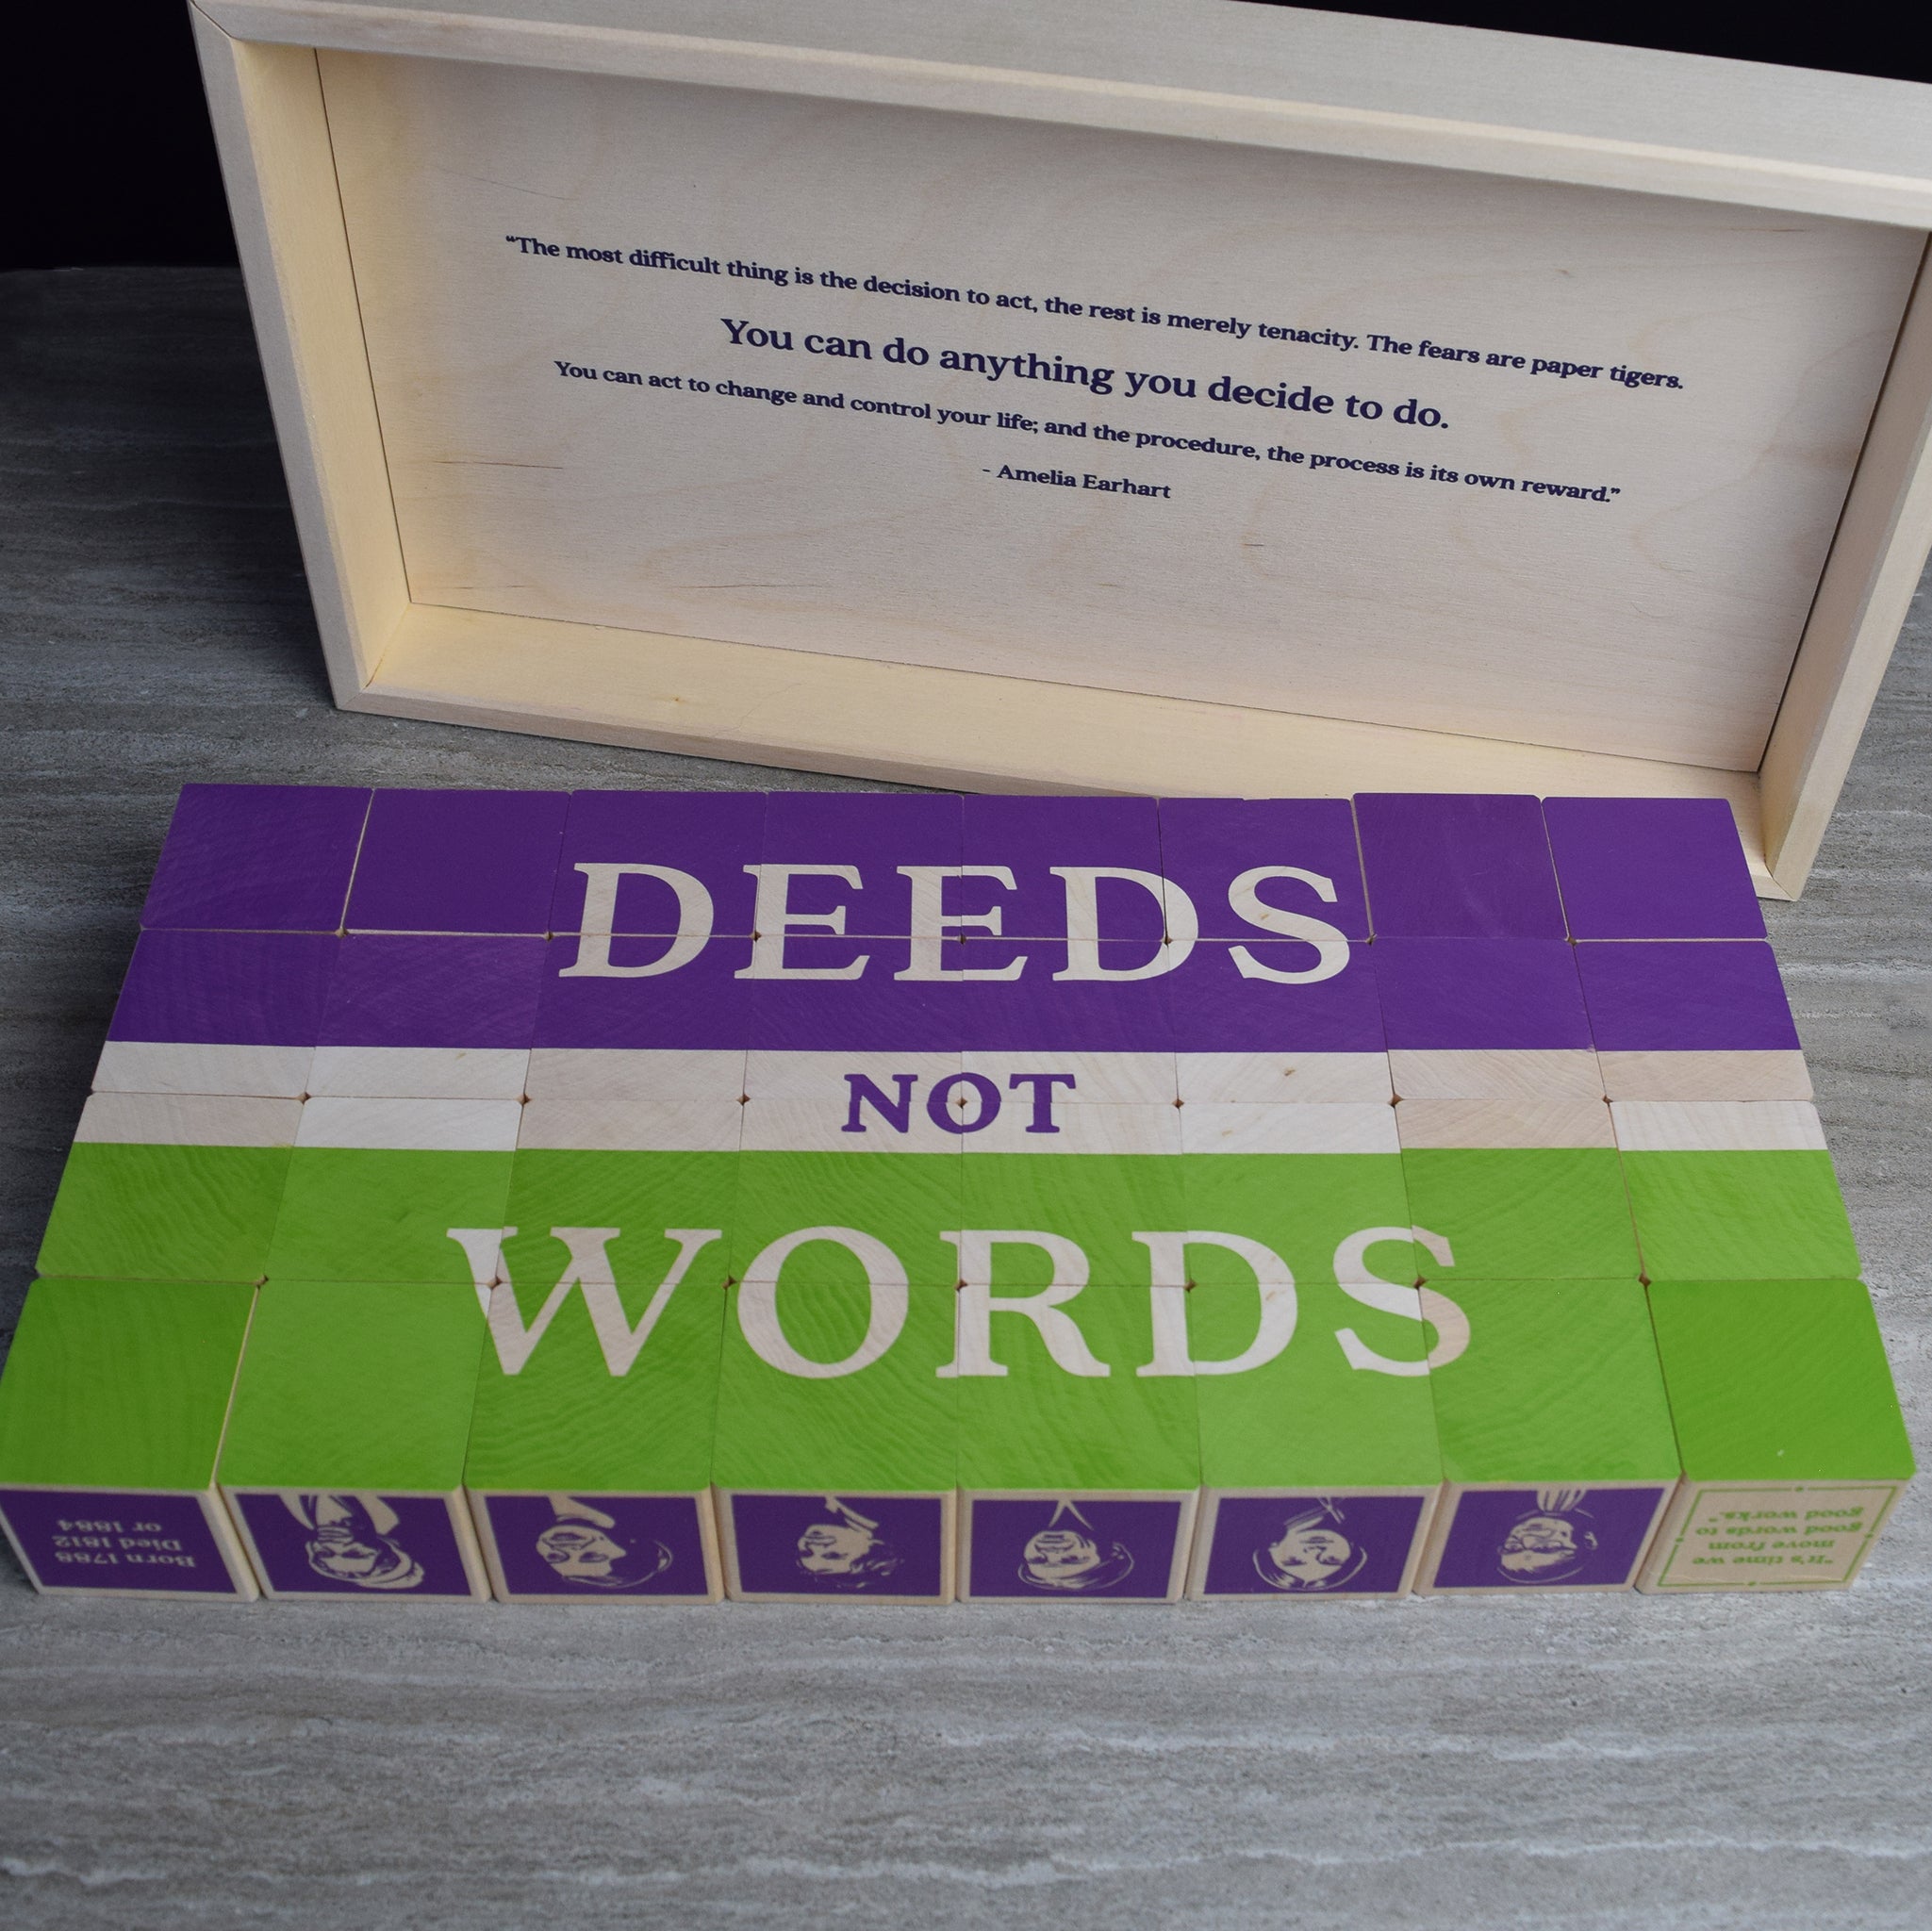 “The most difficult thing is the decision to act, the rest is merely tenacity. The fears are paper tigers.
You can do anything you decide to do.
You can act to change and control your life; and the procedure, the process is its own reward.”
- Amelia Earhart
DEEDS
NOT
WORDS
Born 1788
Died 1812
or 1884
“It's time we
move from
good words to
good works.”